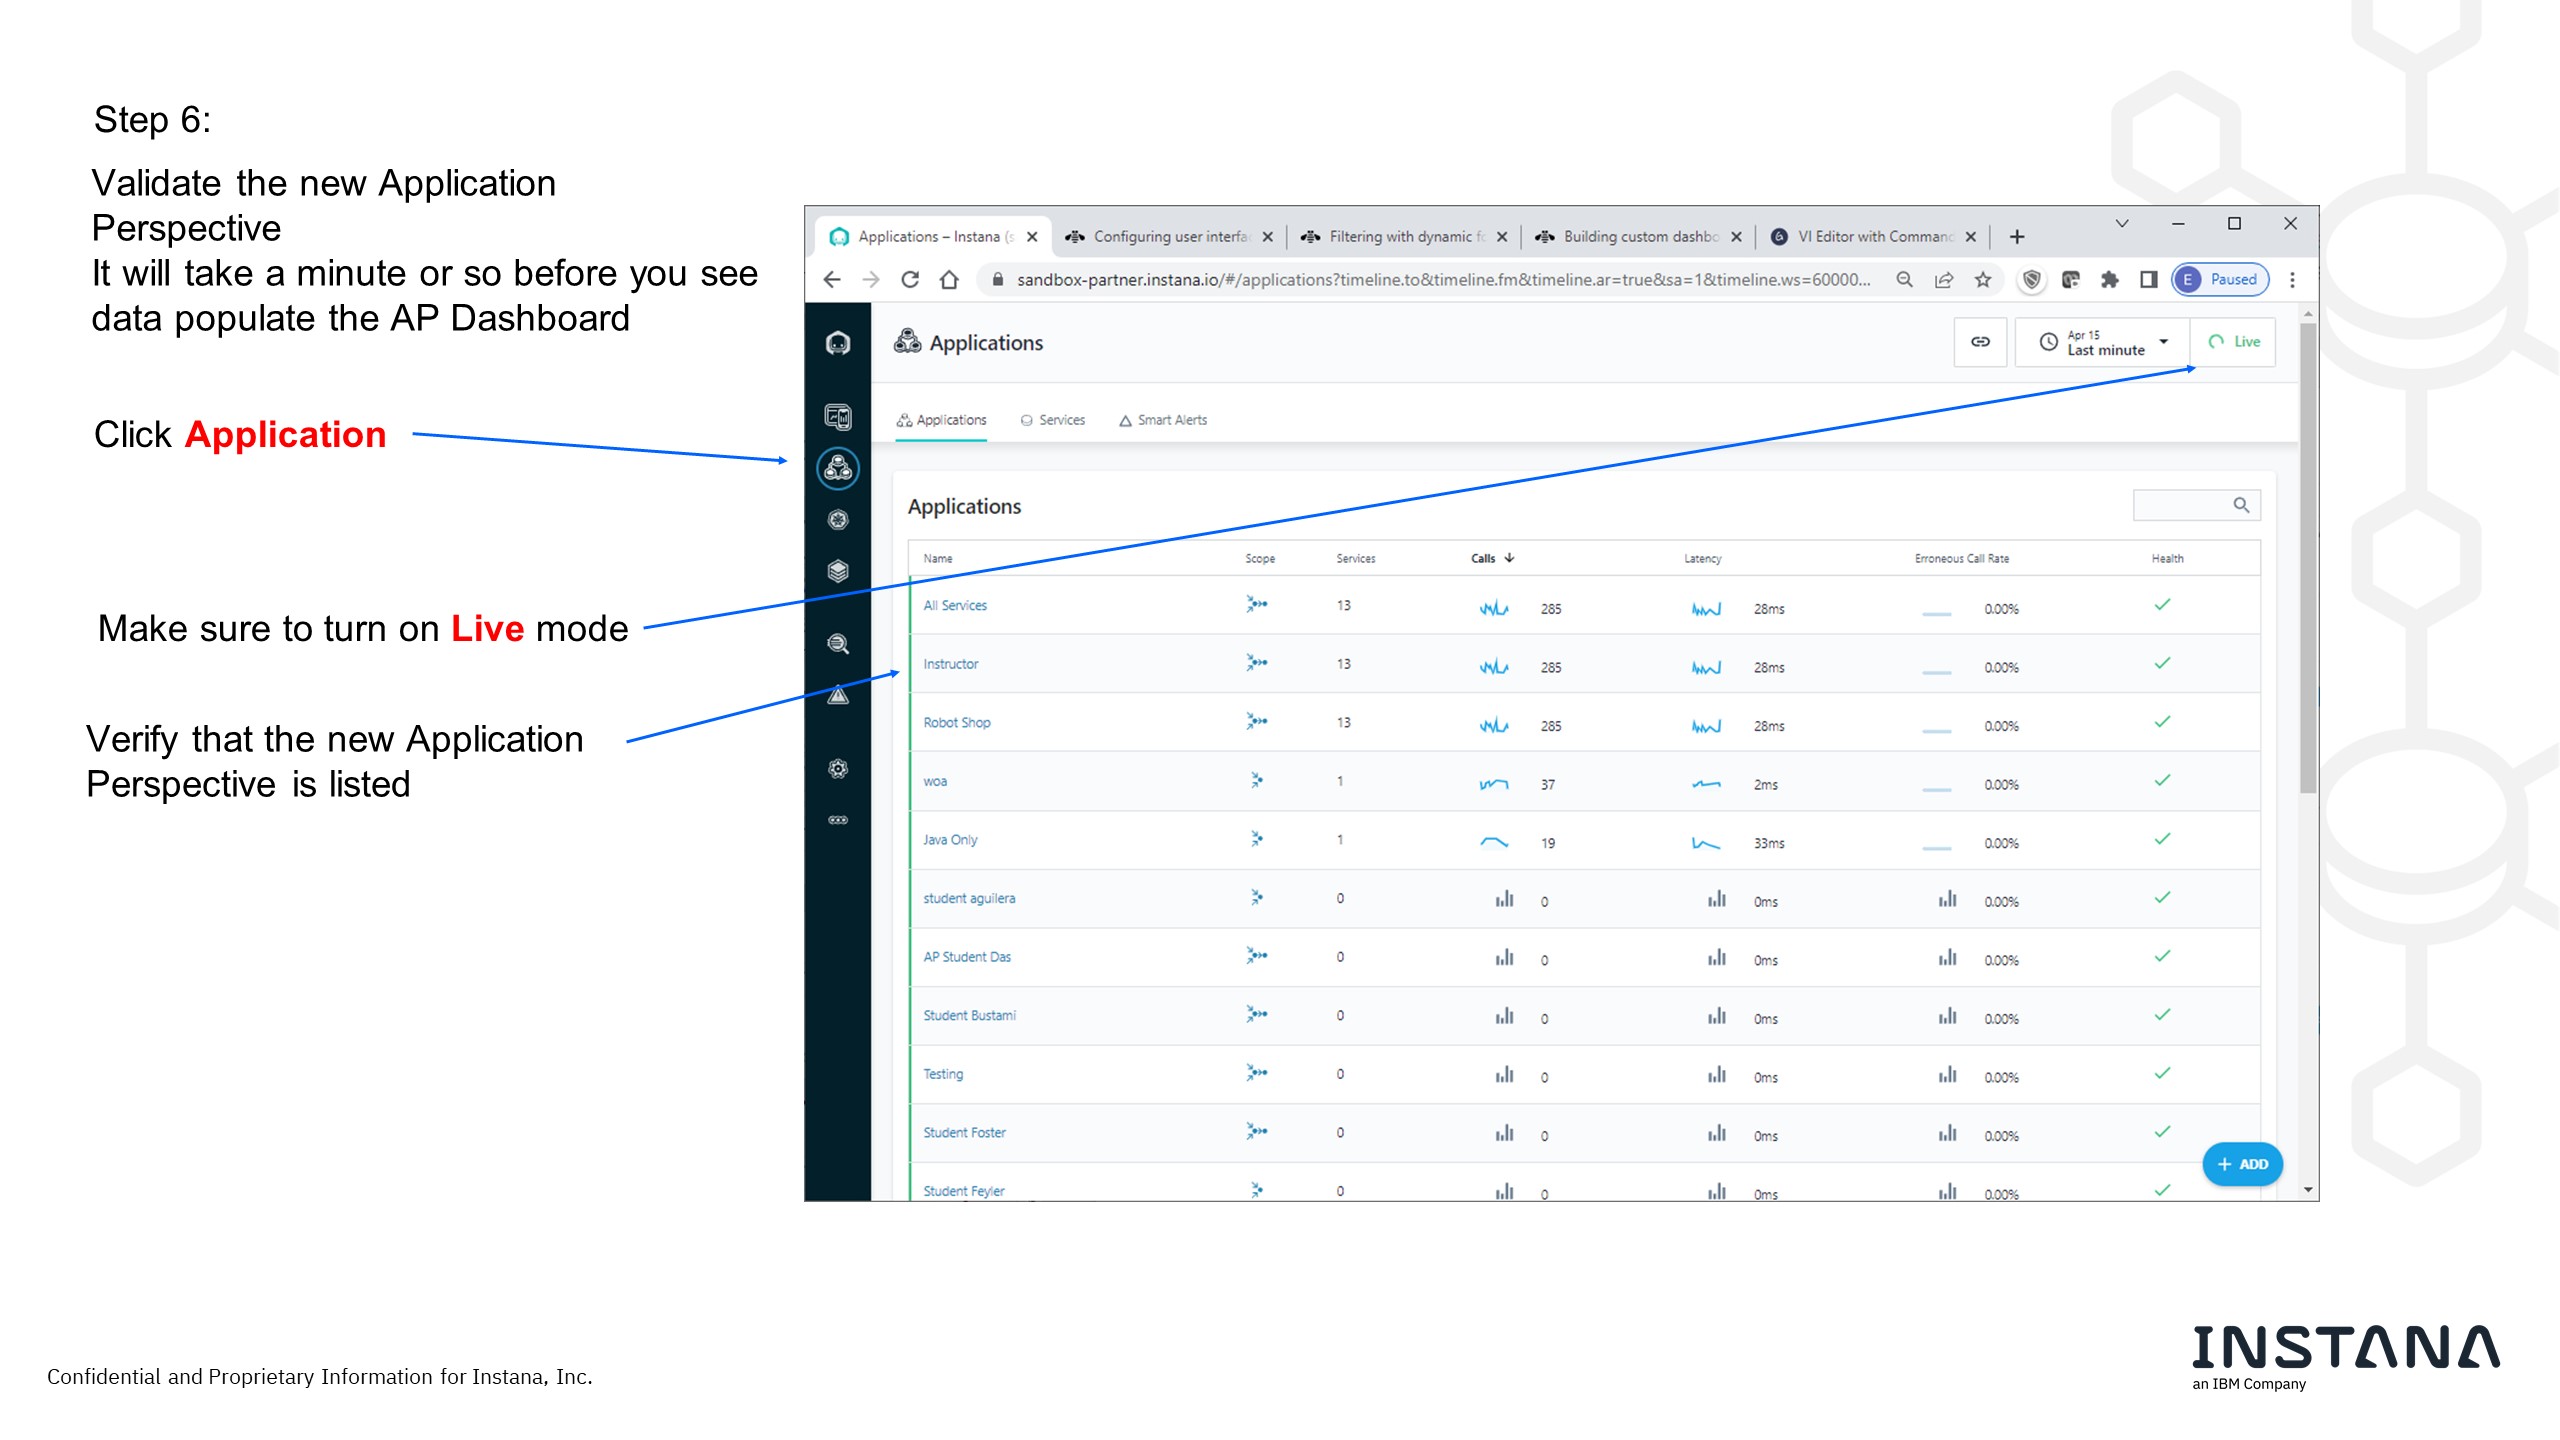 Step 6:
Validate the new Application
Perspective
It will take a minute or so before you see
data populate the AP Dashboard
Click Application
Make sure to turn on Live mode
Verify that the new Application
Perspective is listed
Applications – Instana (s
Configuring user interfa
Filtering with dynamic fo
Building custom dashbo
VI Editor with Command
sandbox-partner.instana.io/#/applications?timeline.to&timeline.fm&timeline.ar=true&sa=1&timeline.ws=60000...
E Paused
Applications
Apr 15
Last minute
Live
Applications Services Smart Alerts
Applications
Name Scope Services Calls Latency Erroneous Call Rate Health
All Services 13 285 28ms 0.00%
Instructor 13 285 28ms 0.00%
Robot Shop 13 285 28ms 0.00%
woa 1 37 2ms 0.00%
Java Only 1 19 33ms 0.00%
student aguilera 0 0 0ms 0.00%
AP Student Das 0 0 0ms 0.00%
Student Bustami 0 0 0ms 0.00%
Testing 0 0 0ms 0.00%
Student Foster 0 0 0ms 0.00%
Student Feyler 0 0 0ms 0.00%
+ ADD
Confidential and Proprietary Information for Instana, Inc.
INSTANA
an IBM Company